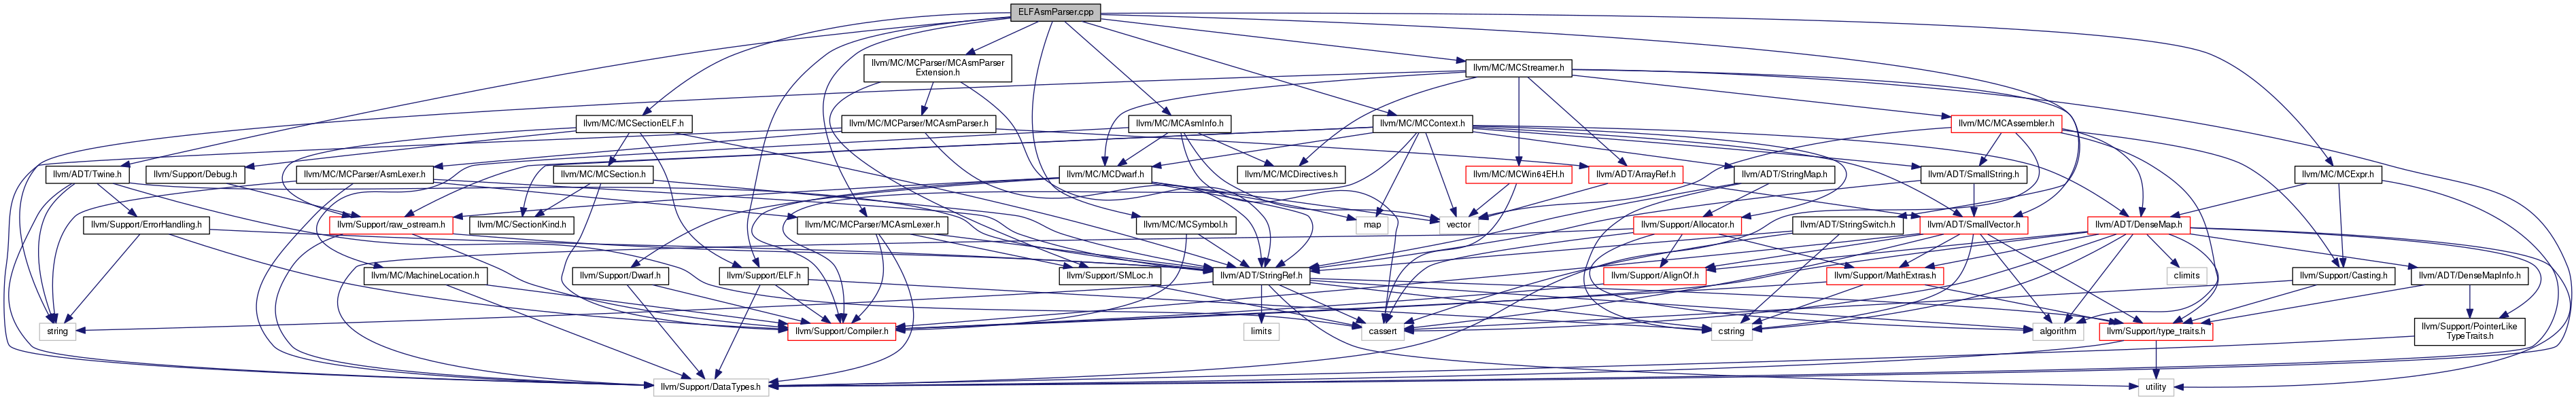 ELFAsmParser.cpp
llvm/MC/MCParser/MCAsmParser
Extension.h
llvm/MC/MCStreamer.h
llvm/MC/MCSectionELF.h
llvm/MC/MCParser/MCAsmParser.h
llvm/MC/MCAsmInfo.h
llvm/MC/MCContext.h
llvm/MC/MCAssembler.h
llvm/ADT/Twine.h
llvm/Support/Debug.h
llvm/MC/MCParser/AsmLexer.h
llvm/MC/MCSection.h
llvm/MC/MCDwarf.h
llvm/MC/MCDirectives.h
llvm/MC/MCWin64EH.h
llvm/ADT/ArrayRef.h
llvm/ADT/StringMap.h
llvm/ADT/SmallString.h
llvm/MC/MCExpr.h
llvm/Support/ErrorHandling.h
llvm/Support/raw_ostream.h
llvm/MC/SectionKind.h
llvm/MC/MCParser/MCAsmLexer.h
llvm/MC/MCSymbol.h
map
vector
llvm/Support/Allocator.h
llvm/ADT/StringSwitch.h
llvm/ADT/SmallVector.h
llvm/ADT/DenseMap.h
llvm/MC/MachineLocation.h
llvm/Support/Dwarf.h
llvm/Support/ELF.h
llvm/Support/SMLoc.h
llvm/ADT/StringRef.h
llvm/Support/AlignOf.h
llvm/Support/MathExtras.h
climits
llvm/Support/Casting.h
llvm/ADT/DenseMapInfo.h
string
llvm/Support/Compiler.h
limits
cassert
cstring
algorithm
llvm/Support/type_traits.h
llvm/Support/PointerLike
TypeTraits.h
llvm/Support/DataTypes.h
utility